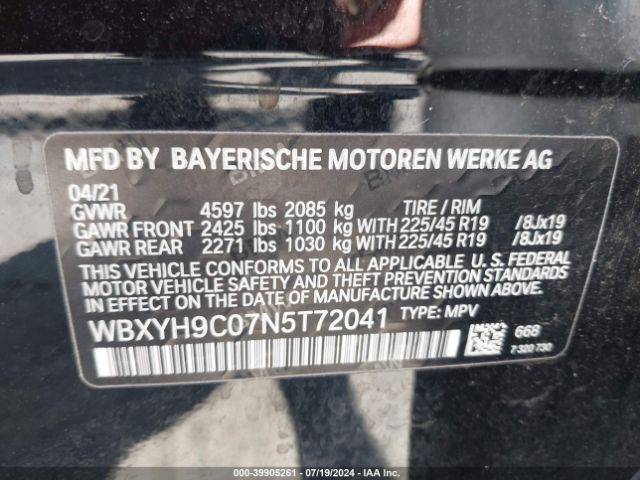 MFD BY BAYERISCHE MOTOREN WERKE AG
04/21
GVWR 4597 lbs 2085 kg TIRE / RIM
GAWR FRONT 2425 lbs 1100 kg WITH 225/45 R19 /8Jx19
GAWR REAR 2271 lbs 1030 kg WITH 225/45 R19 /8Jx19
THIS VEHICLE CONFORMS TO ALL APPLICABLE U. S. FEDERAL
MOTOR VEHICLE SAFETY AND THEFT PREVENTION STANDARDS
IN EFFECT ON THE DATE OF MANUFACTURE SHOWN ABOVE.
WBXYH9C07N5T72041 TYPE: MPV
668
7 320 730
© STOCK#: 39905261 - 07/19/2024 - IAA Inc.